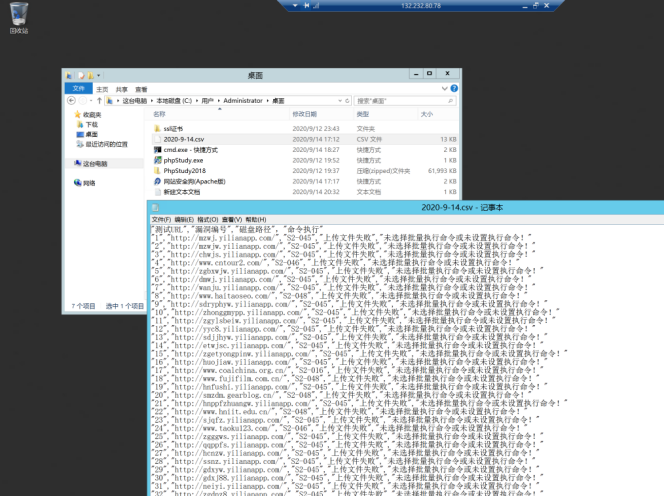 132.232.80.78
回收站
桌面
文件 主页 共享 查看
这台电脑 本地磁盘 (C:) 用户 Administrator 桌面
搜索"桌面"
收藏夹
下载
桌面
最近访问的位置
这台电脑
网络
名称 修改日期 类型 大小
ssl证书 2020/9/12 23:43 文件夹
2020-9-14.csv 2020/9/14 17:12 CSV 文件 13 KB
cmd.exe - 快捷方式 2020/9/14 18:27 快捷方式 2 KB
phpStudy.exe 2020/9/12 19:52 快捷方式 1 KB
PhpStudy2018 2020/9/12 19:37 压缩(zipped)文件夹 61,993 KB
网站安全狗(Apache版) 2020/9/14 17:17 快捷方式 2 KB
新建文本文档 2020/9/14 20:32 文本文档 1 KB
7 个项目 选中 1 个项目
2020-9-14.csv - 记事本
文件(F) 编辑(E) 格式(O) 查看(V) 帮助(H)
"测试URL","漏洞编号","磁盘路径", "命令执行"
"1","http://mzwj.yilianapp.com/","S2-045","上传文件失败","未选择批量执行命令或未设置执行命令！"
"2","http://mzwjw.yilianapp.com/","S2-045","上传文件失败","未选择批量执行命令或未设置执行命令！"
"3","http://chwjs.yilianapp.com/","S2-045","上传文件失败","未选择批量执行命令或未设置执行命令！"
"4","http://www.cntour2.com/","S2-046","上传文件失败","未选择批量执行命令或未设置执行命令！"
"5","http://zgbxwjw.yilianapp.com/","S2-045","上传文件失败","未选择批量执行命令或未设置执行命令！"
"6","http://dmwj.yilianapp.com/","S2-045","上传文件失败","未选择批量执行命令或未设置执行命令！"
"7","http://wanju.yilianapp.com/","S2-045","上传文件失败","未选择批量执行命令或未设置执行命令！"
"8","http://www.haitaoseo.com/","S2-048","上传文件失败","未选择批量执行命令或未设置执行命令！"
"9","http://sdryphyw.yilianapp.com/","S2-045","上传文件失败","未选择批量执行命令或未设置执行命令！"
"10","http://zhonggmypp.yilianapp.com/","S2-045","上传文件失败","未选择批量执行命令或未设置执行命令！"
"11","http://zgylsbeiw.yilianapp.com/","S2-045","上传文件失败","未选择批量执行命令或未设置执行命令！"
"12","http://yyc8.yilianapp.com/","S2-045","上传文件失败","未选择批量执行命令或未设置执行命令！"
"13","http://sdjjhyw.yilianapp.com/","S2-045","上传文件失败","未选择批量执行命令或未设置执行命令！"
"14","http://etwjsc.yilianapp.com/","S2-045","上传文件失败","未选择批量执行命令或未设置执行命令！"
"15","http://zgetyongpinw.yilianapp.com/","S2-045","上传文件失败","未选择批量执行命令或未设置执行命令！"
"16","http://huojiaw.yilianapp.com/","S2-045","上传文件失败","未选择批量执行命令或未设置执行命令！"
"17","http://www.coalchina.org.cn/","S2-016","上传文件失败","未选择批量执行命令或未设置执行命令！"
"18","http://www.fujifilm.com.cn/","S2-048","上传文件失败","未选择批量执行命令或未设置执行命令！"
"19","http://hnfushi.yilianapp.com/","S2-045","上传文件失败","未选择批量执行命令或未设置执行命令！"
"20","http://smzdm.gearblog.cn/","S2-048","上传文件失败","未选择批量执行命令或未设置执行命令！"
"21","http://hnppfzhuangw.yilianapp.com/","S2-045","上传文件失败","未选择批量执行命令或未设置执行命令！"
"22","http://www.hniit.edu.cn/","S2-048","上传文件失败","未选择批量执行命令或未设置执行命令！"
"23","http://sjqfz.yilianapp.com/","S2-045","上传文件失败","未选择批量执行命令或未设置执行命令！"
"24","http://www.taoku123.com/","S2-046","上传文件失败","未选择批量执行命令或未设置执行命令！"
"25","http://zgggws.yilianapp.com/","S2-045","上传文件失败","未选择批量执行命令或未设置执行命令！"
"26","http://qqppfs.yilianapp.com/","S2-045","上传文件失败","未选择批量执行命令或未设置执行命令！"
"27","http://hcnzw.yilianapp.com/","S2-045","上传文件失败","未选择批量执行命令或未设置执行命令！"
"28","http://ssnz.yilianapp.com/","S2-045","上传文件失败","未选择批量执行命令或未设置执行命令！"
"29","http://gdxyw.yilianapp.com/","S2-045","上传文件失败","未选择批量执行命令或未设置执行命令！"
"30","http://gdxj88.yilianapp.com/","S2-045","上传文件失败","未选择批量执行命令或未设置执行命令！"
"31","http://neiyi.yilianapp.com/","S2-045","上传文件失败","未选择批量执行命令或未设置执行命令！"